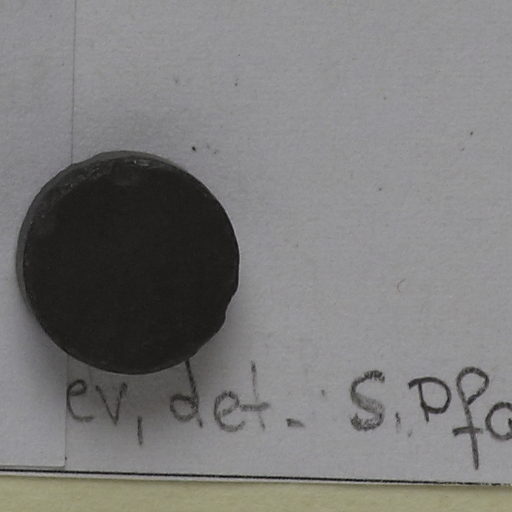 ev, det. S. Pfa